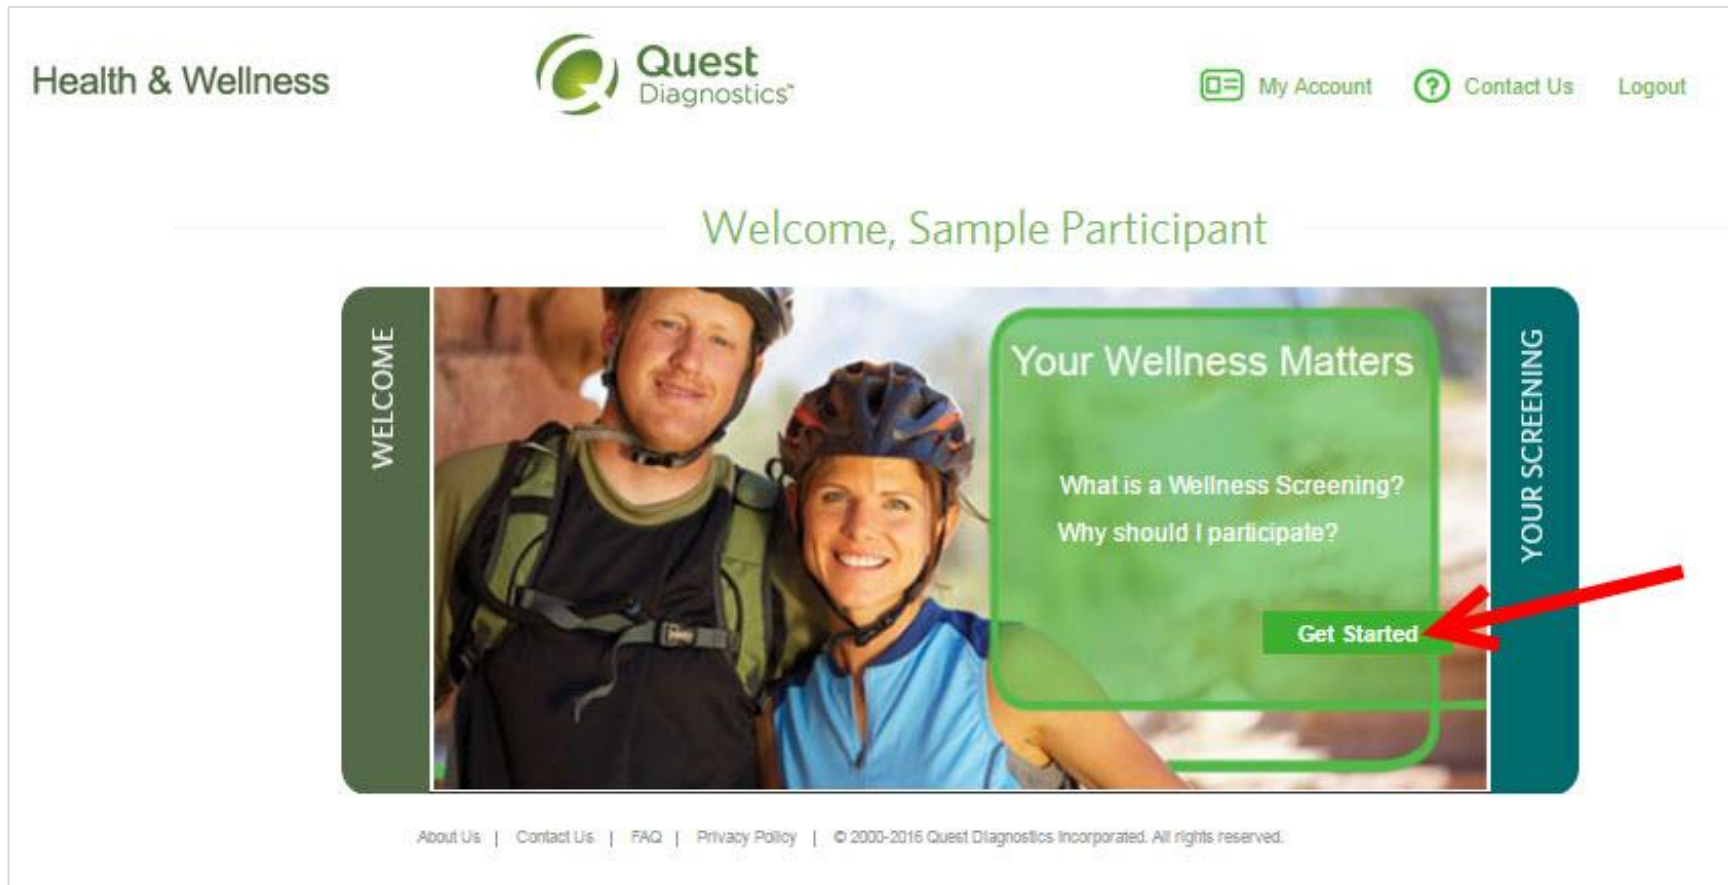 Health & Wellness
Quest
Diagnostics™
My Account
? Contact Us
Logout
Welcome, Sample Participant
WELCOME
Your Wellness Matters
What is a Wellness Screening?
Why should I participate?
Get Started
YOUR SCREENING
About Us | Contact Us | FAQ | Privacy Policy | © 2000-2016 Quest Diagnostics Incorporated. All rights reserved.